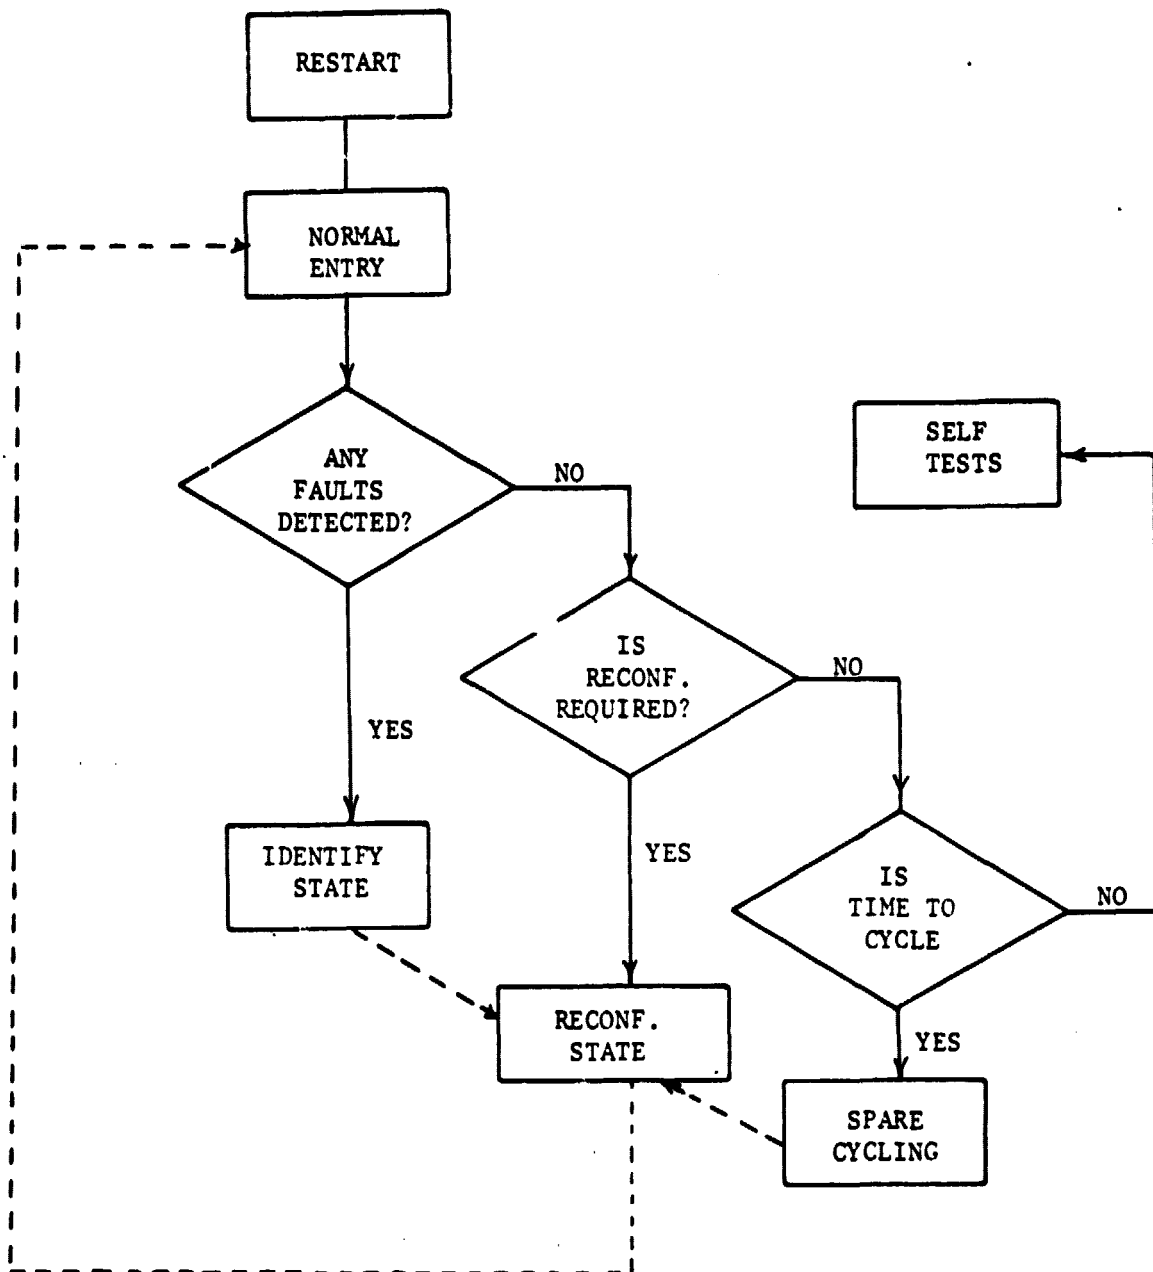 RESTART
NORMAL
ENTRY
ANY
FAULTS
DETECTED?
NO
SELF
TESTS
IS
RECONF.
REQUIRED?
NO
YES
IDENTIFY
STATE
YES
IS
TIME TO
CYCLE
NO
RECONF.
STATE
YES
SPARE
CYCLING